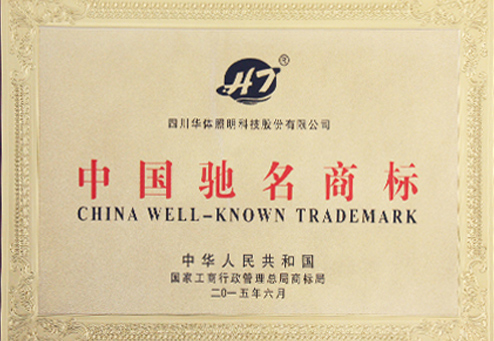 HT®
四川华体照明科技股份有限公司
中国驰名商标
CHINA WELL-KNOWN TRADEMARK
中华人民共和国
国家工商行政管理总局商标局
二〇一五年六月